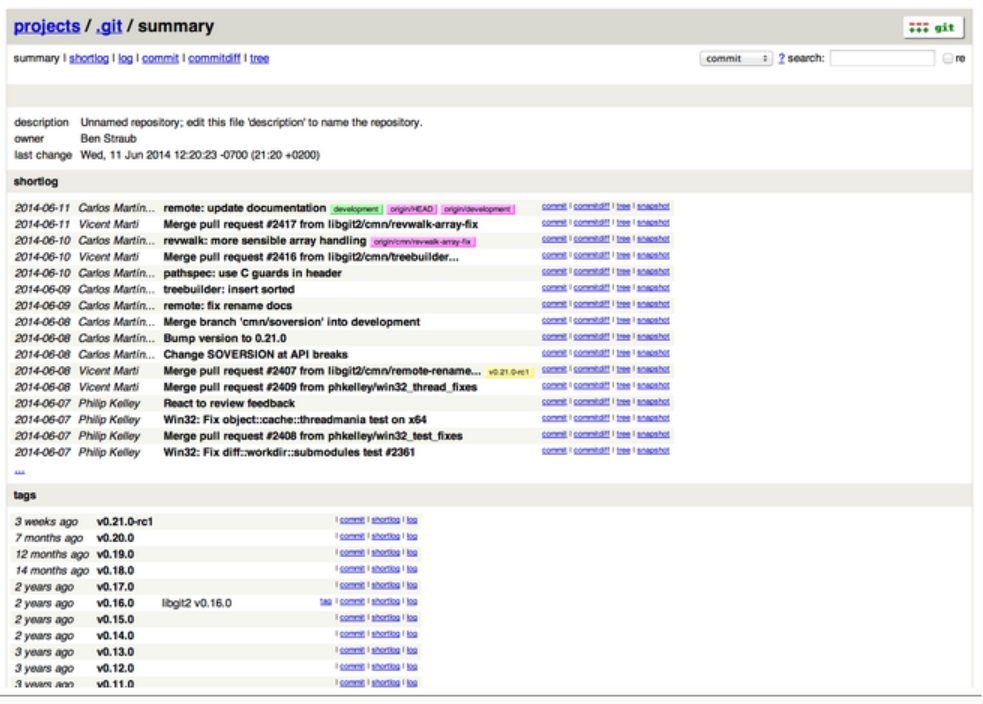 projects / .git / summary
git
summary | shortlog | log | commit | commitdiff | tree
commit ? search: re
description Unnamed repository; edit this file 'description' to name the repository.
owner Ben Straub
last change Wed, 11 Jun 2014 12:20:23 -0700 (21:20 +0200)
shortlog
2014-06-11 Carlos Martín... remote: update documentation development origin/HEAD origin/development commit | commitdiff | tree | snapshot
2014-06-11 Vicent Marti Merge pull request #2417 from libgit2/cmn/revwalk-array-fix commit | commitdiff | tree | snapshot
2014-06-10 Carlos Martín... revwalk: more sensible array handling origin/cmn/revwalk-array-fix commit | commitdiff | tree | snapshot
2014-06-10 Vicent Marti Merge pull request #2416 from libgit2/cmn/treebuilder... commit | commitdiff | tree | snapshot
2014-06-10 Carlos Martín... pathspec: use C guards in header commit | commitdiff | tree | snapshot
2014-06-09 Carlos Martín... treebuilder: insert sorted commit | commitdiff | tree | snapshot
2014-06-09 Carlos Martín... remote: fix rename docs commit | commitdiff | tree | snapshot
2014-06-08 Carlos Martín... Merge branch 'cmn/soversion' into development commit | commitdiff | tree | snapshot
2014-06-08 Carlos Martín... Bump version to 0.21.0 commit | commitdiff | tree | snapshot
2014-06-08 Carlos Martín... Change SOVERSION at API breaks commit | commitdiff | tree | snapshot
2014-06-08 Vicent Marti Merge pull request #2407 from libgit2/cmn/remote-rename... v0.21.0-rc1 commit | commitdiff | tree | snapshot
2014-06-08 Vicent Marti Merge pull request #2409 from phkelley/win32_thread_fixes commit | commitdiff | tree | snapshot
2014-06-07 Philip Kelley React to review feedback commit | commitdiff | tree | snapshot
2014-06-07 Philip Kelley Win32: Fix object::cache::threadmania test on x64 commit | commitdiff | tree | snapshot
2014-06-07 Philip Kelley Merge pull request #2408 from phkelley/win32_test_fixes commit | commitdiff | tree | snapshot
2014-06-07 Philip Kelley Win32: Fix diff::workdir::submodules test #2361 commit | commitdiff | tree | snapshot
...
tags
3 weeks ago v0.21.0-rc1 | commit | shortlog | log
7 months ago v0.20.0 | commit | shortlog | log
12 months ago v0.19.0 | commit | shortlog | log
14 months ago v0.18.0 | commit | shortlog | log
2 years ago v0.17.0 | commit | shortlog | log
2 years ago v0.16.0 libgit2 v0.16.0 tag | commit | shortlog | log
2 years ago v0.15.0 | commit | shortlog | log
2 years ago v0.14.0 | commit | shortlog | log
3 years ago v0.13.0 | commit | shortlog | log
3 years ago v0.12.0 | commit | shortlog | log
3 years ago v0.11.0 | commit | shortlog | log